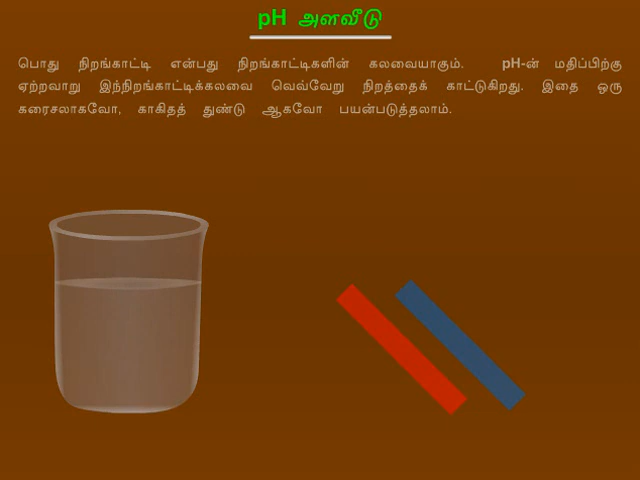 pH அளவீடு
பொது நிறங்காட்டி என்பது நிறங்காட்டிகளின் கலவையாகும். pH-ன் மதிப்பிற்கு
ஏற்றவாறு இந்நிறங்காட்டிக்கலவை வெவ்வேறு நிறத்தைக் காட்டுகிறது. இதை ஒரு
கரைசலாகவோ, காகிதத் துண்டு ஆகவோ பயன்படுத்தலாம்.